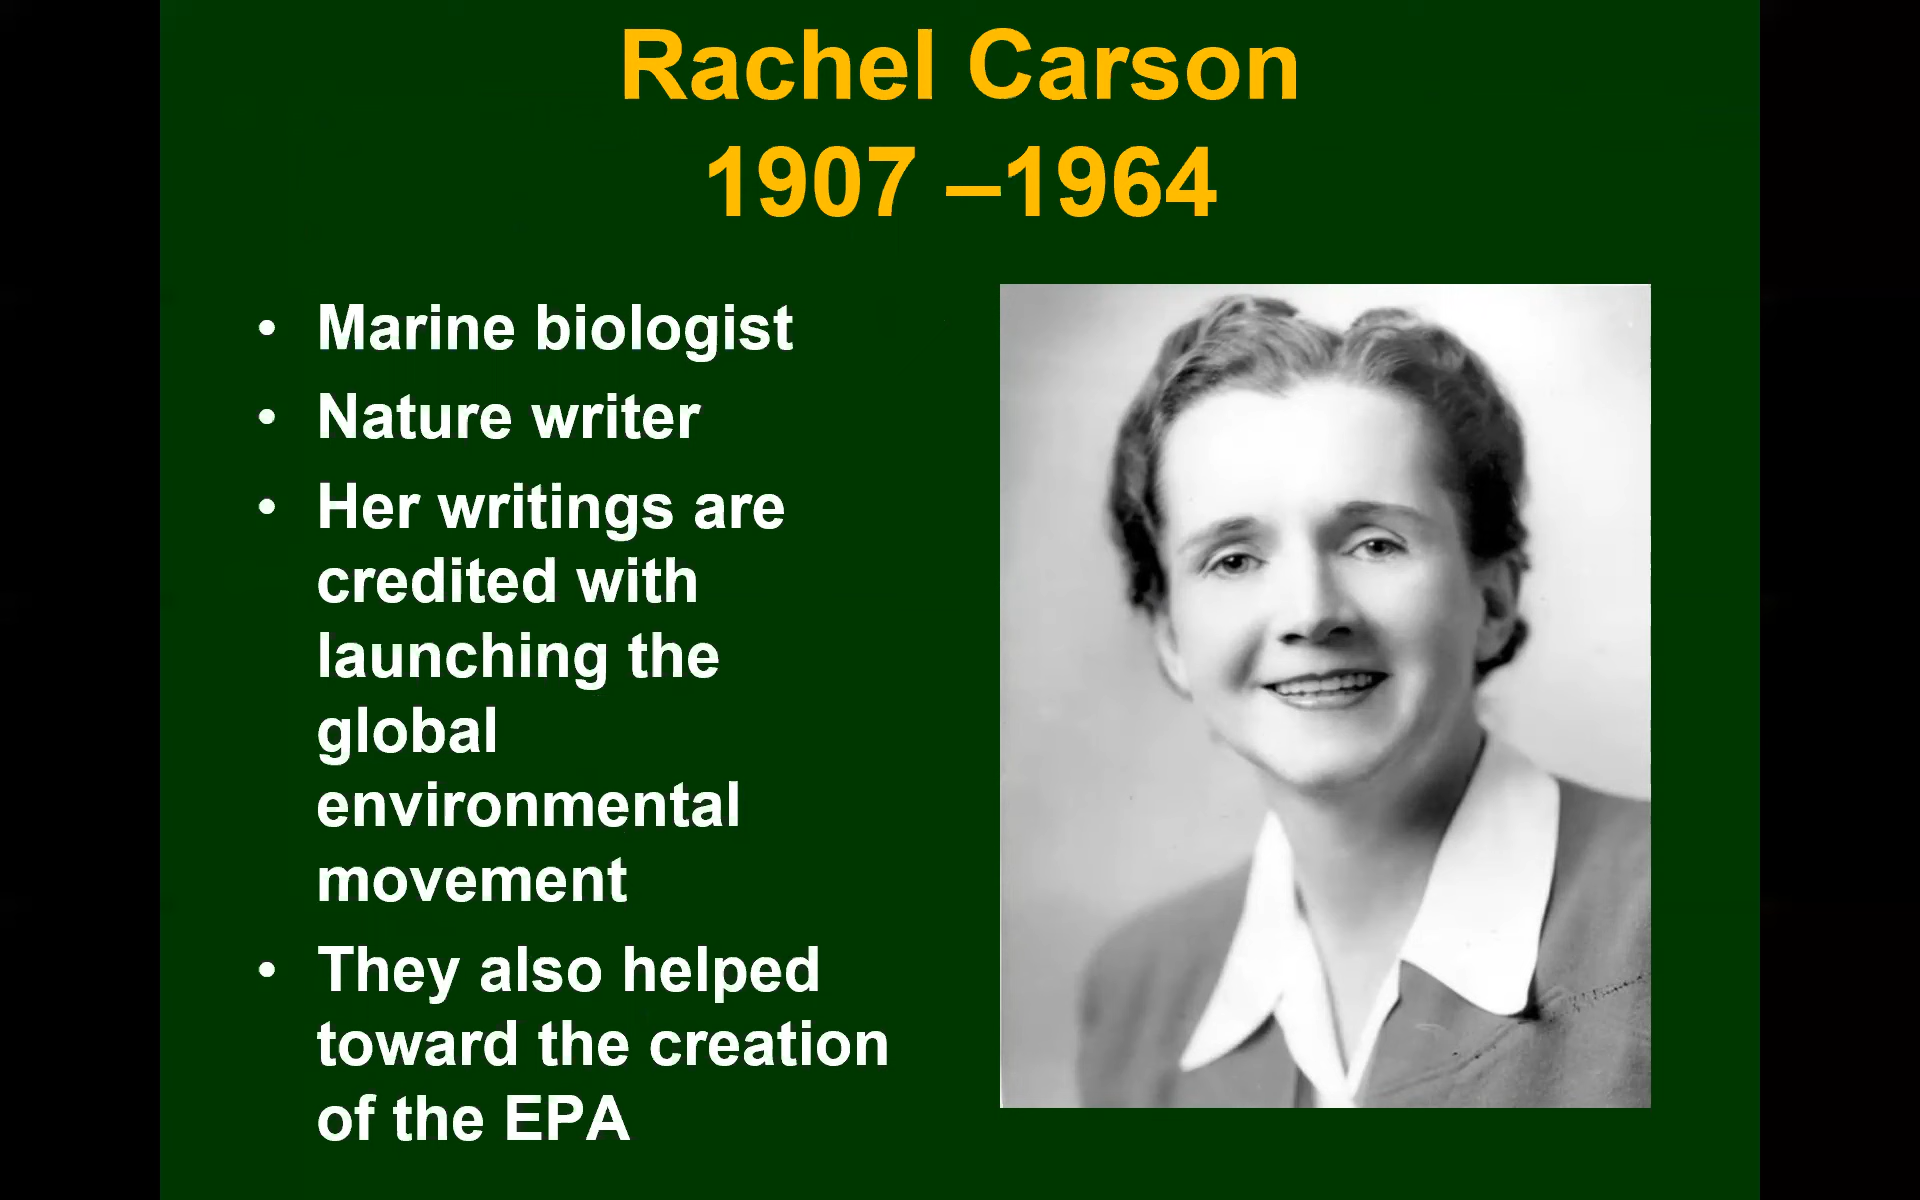 Rachel Carson
1907 –1964
• Marine biologist
• Nature writer
• Her writings are
credited with
launching the
global
environmental
movement
• They also helped
toward the creation
of the EPA